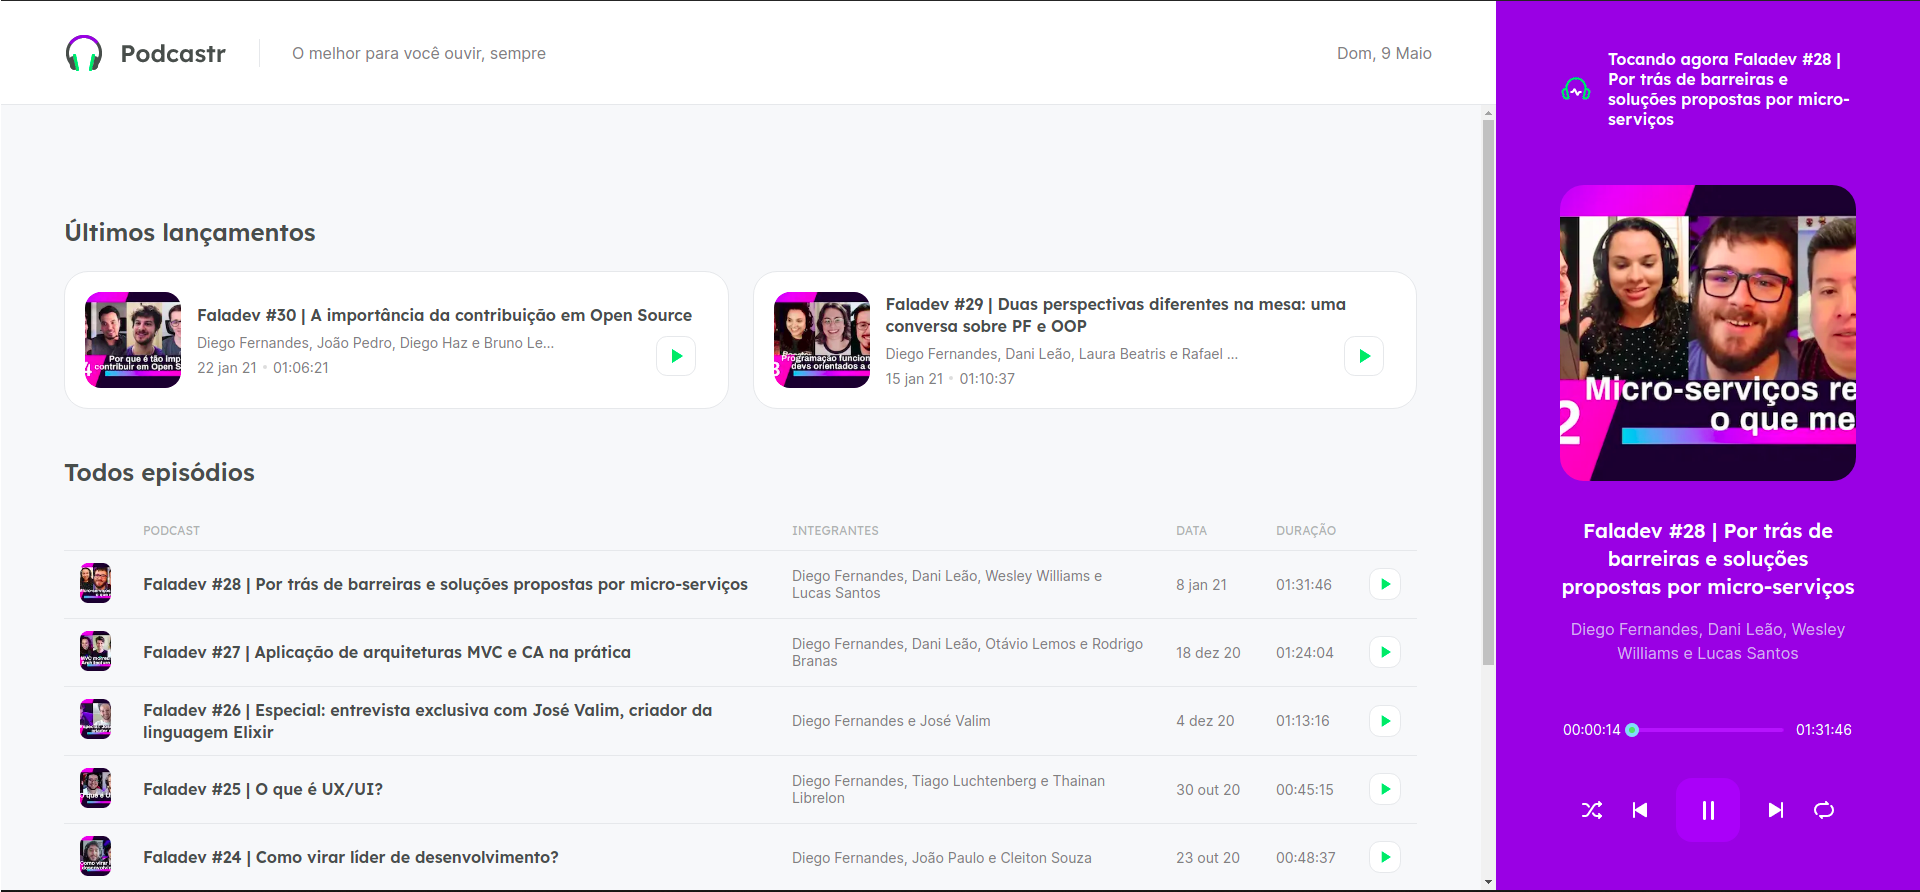 Podcastr
O melhor para você ouvir, sempre
Dom, 9 Maio
Últimos lançamentos
Por que é tão imp
contribuir em Open S
4
Faladev #30 | A importância da contribuição em Open Source
Diego Fernandes, João Pedro, Diego Haz e Bruno Le...
22 jan 21 • 01:06:21
Programação funcion
devs orientados a o
3
Faladev #29 | Duas perspectivas diferentes na mesa: uma
conversa sobre PF e OOP
Diego Fernandes, Dani Leão, Laura Beatris e Rafael ...
15 jan 21 • 01:10:37
Todos episódios
PODCAST INTEGRANTES DATA DURAÇÃO
Faladev #28 | Por trás de barreiras e soluções propostas por micro-serviços
Diego Fernandes, Dani Leão, Wesley Williams e
Lucas Santos
8 jan 21
01:31:46
Faladev #27 | Aplicação de arquiteturas MVC e CA na prática
Diego Fernandes, Dani Leão, Otávio Lemos e Rodrigo
Branas
18 dez 20
01:24:04
Faladev #26 | Especial: entrevista exclusiva com José Valim, criador da
linguagem Elixir
Diego Fernandes e José Valim
4 dez 20
01:13:16
Faladev #25 | O que é UX/UI?
Diego Fernandes, Tiago Luchtenberg e Thainan
Librelon
30 out 20
00:45:15
Faladev #24 | Como virar líder de desenvolvimento?
Diego Fernandes, João Paulo e Cleiton Souza
23 out 20
00:48:37
Tocando agora Faladev #28 |
Por trás de barreiras e
soluções propostas por micro-
serviços
Micro-serviços re
o que me
2
Faladev #28 | Por trás de
barreiras e soluções
propostas por micro-serviços
Diego Fernandes, Dani Leão, Wesley
Williams e Lucas Santos
00:00:14
01:31:46